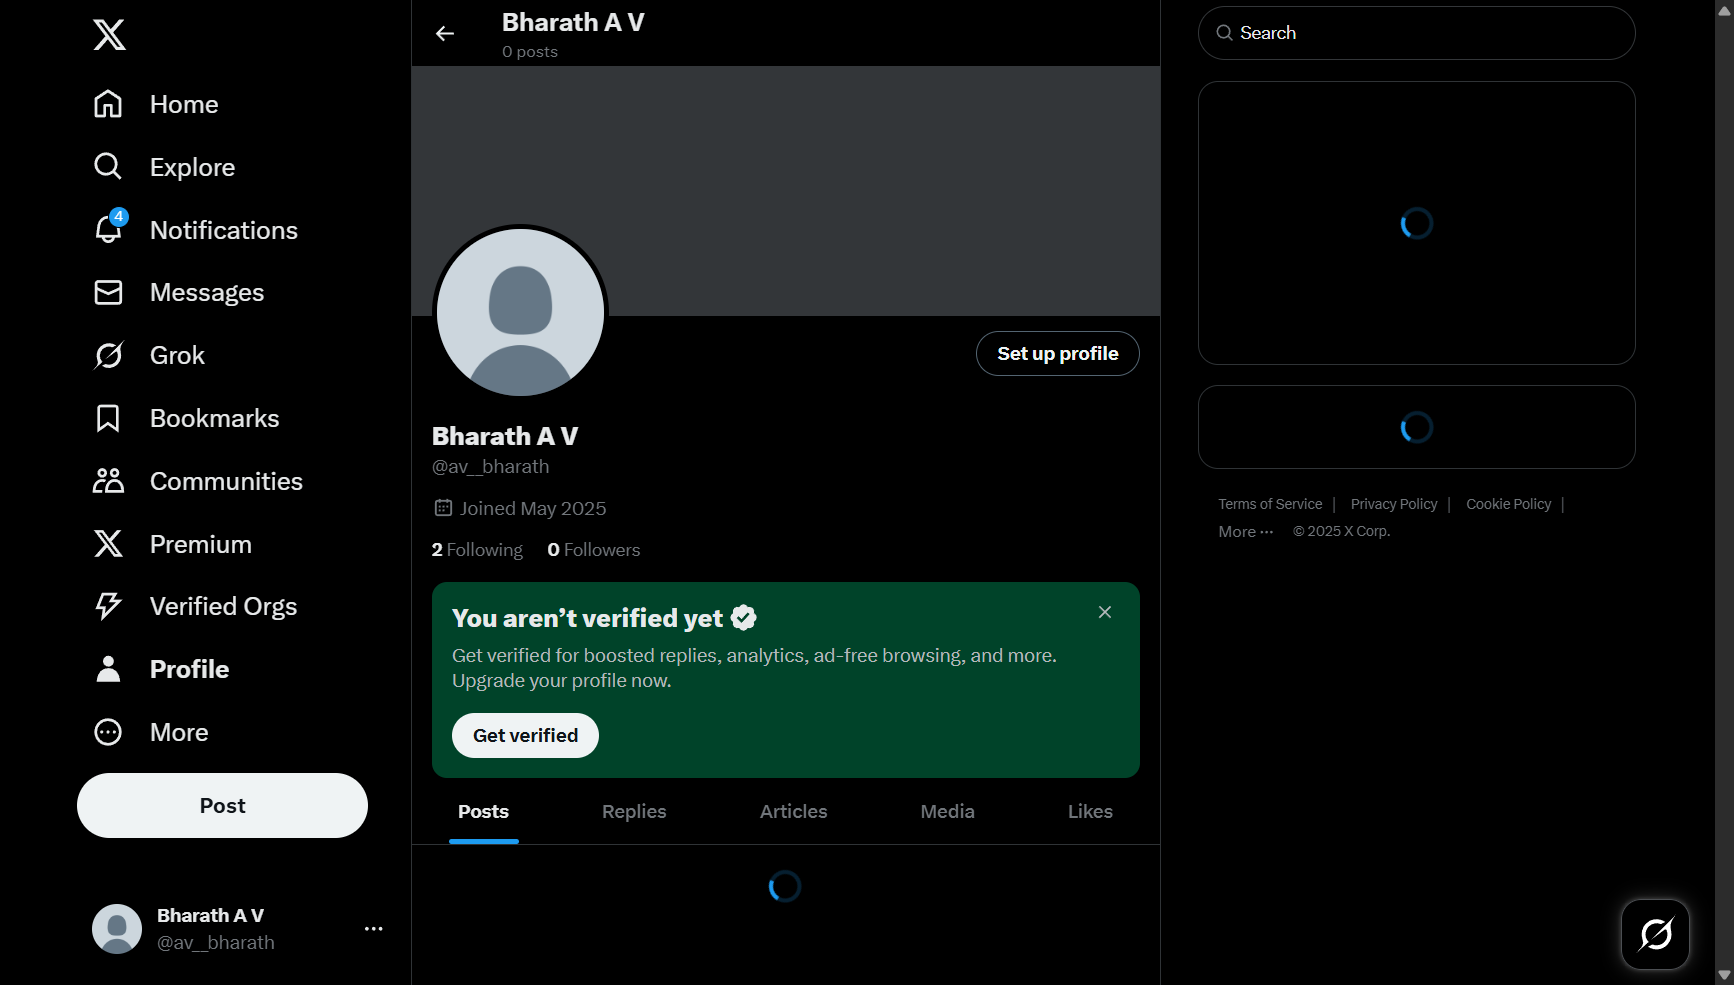 Home
Explore
4
Notifications
Messages
Grok
Bookmarks
Communities
Premium
Verified Orgs
Profile
More
Post
Bharath A V
@av__bharath
Bharath A V
0 posts
Set up profile
Bharath A V
@av__bharath
Joined May 2025
2 Following 0 Followers
You aren’t verified yet
Get verified for boosted replies, analytics, ad-free browsing, and more.
Upgrade your profile now.
Get verified
Posts Replies Articles Media Likes
Search
Terms of Service | Privacy Policy | Cookie Policy |
More ··· © 2025 X Corp.